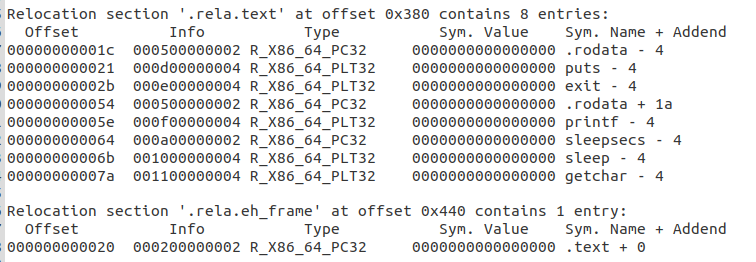 Relocation section '.rela.text' at offset 0x380 contains 8 entries:
  Offset          Info           Type           Sym. Value    Sym. Name + Addend
00000000001c  000500000002 R_X86_64_PC32     0000000000000000 .rodata - 4
000000000021  000d00000004 R_X86_64_PLT32    0000000000000000 puts - 4
00000000002b  000e00000004 R_X86_64_PLT32    0000000000000000 exit - 4
000000000054  000500000002 R_X86_64_PC32     0000000000000000 .rodata + 1a
00000000005e  000f00000004 R_X86_64_PLT32    0000000000000000 printf - 4
000000000064  000a00000002 R_X86_64_PC32     0000000000000000 sleepsecs - 4
00000000006b  001000000004 R_X86_64_PLT32    0000000000000000 sleep - 4
00000000007a  001100000004 R_X86_64_PLT32    0000000000000000 getchar - 4
Relocation section '.rela.eh_frame' at offset 0x440 contains 1 entry:
  Offset          Info           Type           Sym. Value    Sym. Name + Addend
000000000020  000200000002 R_X86_64_PC32     0000000000000000 .text + 0